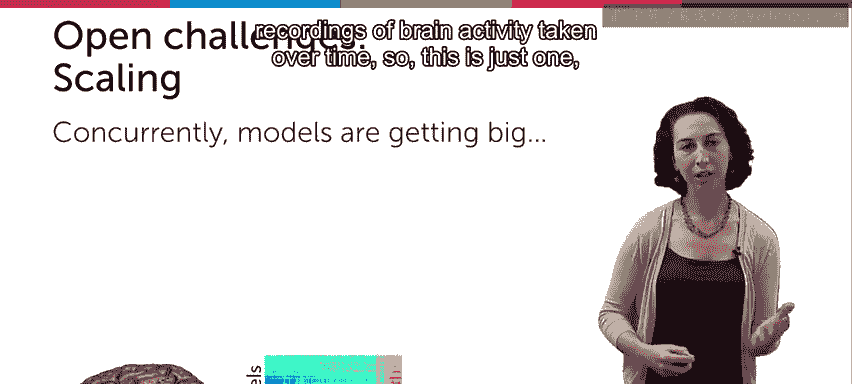 Open challenges:
Scaling
recordings of brain activity taken
over time, so, this is just one,
Concurrently, models are getting big...